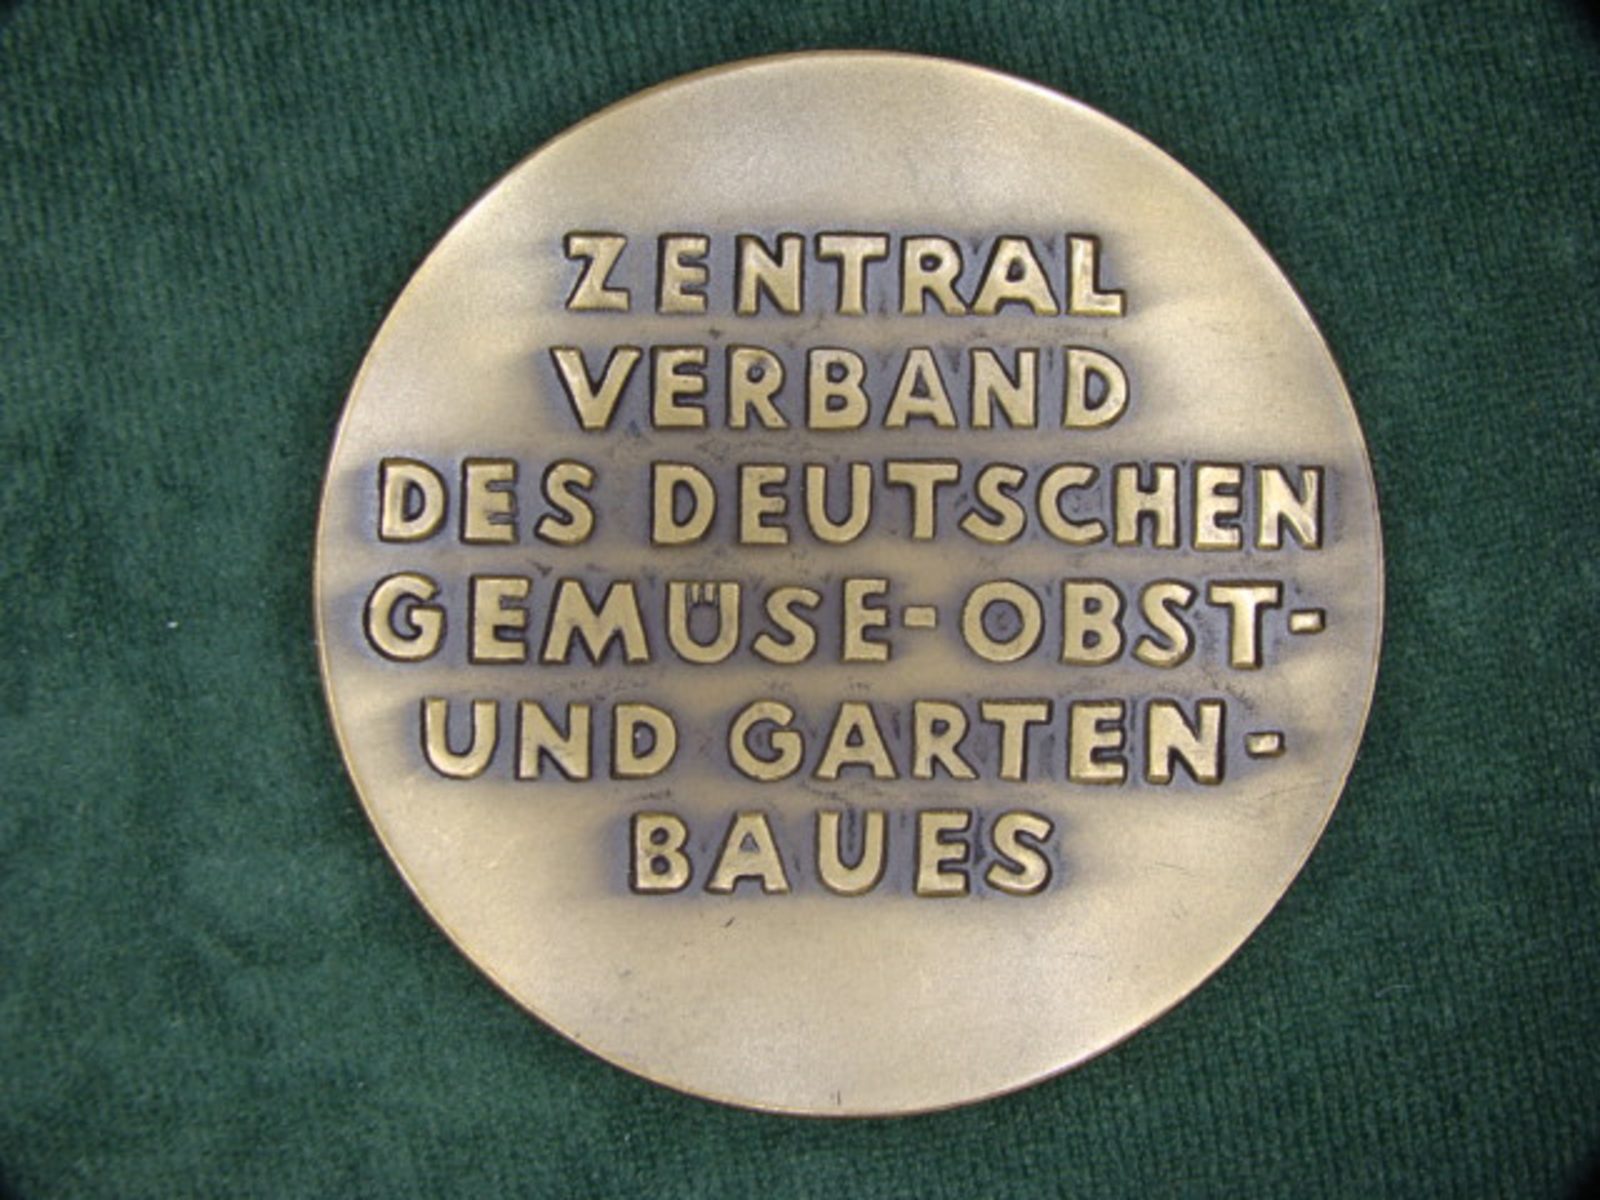 ZENTRAL
VERBAND
DES DEUTSCHEN
GEMÜSE-OBST-
UND GARTEN-
BAUES